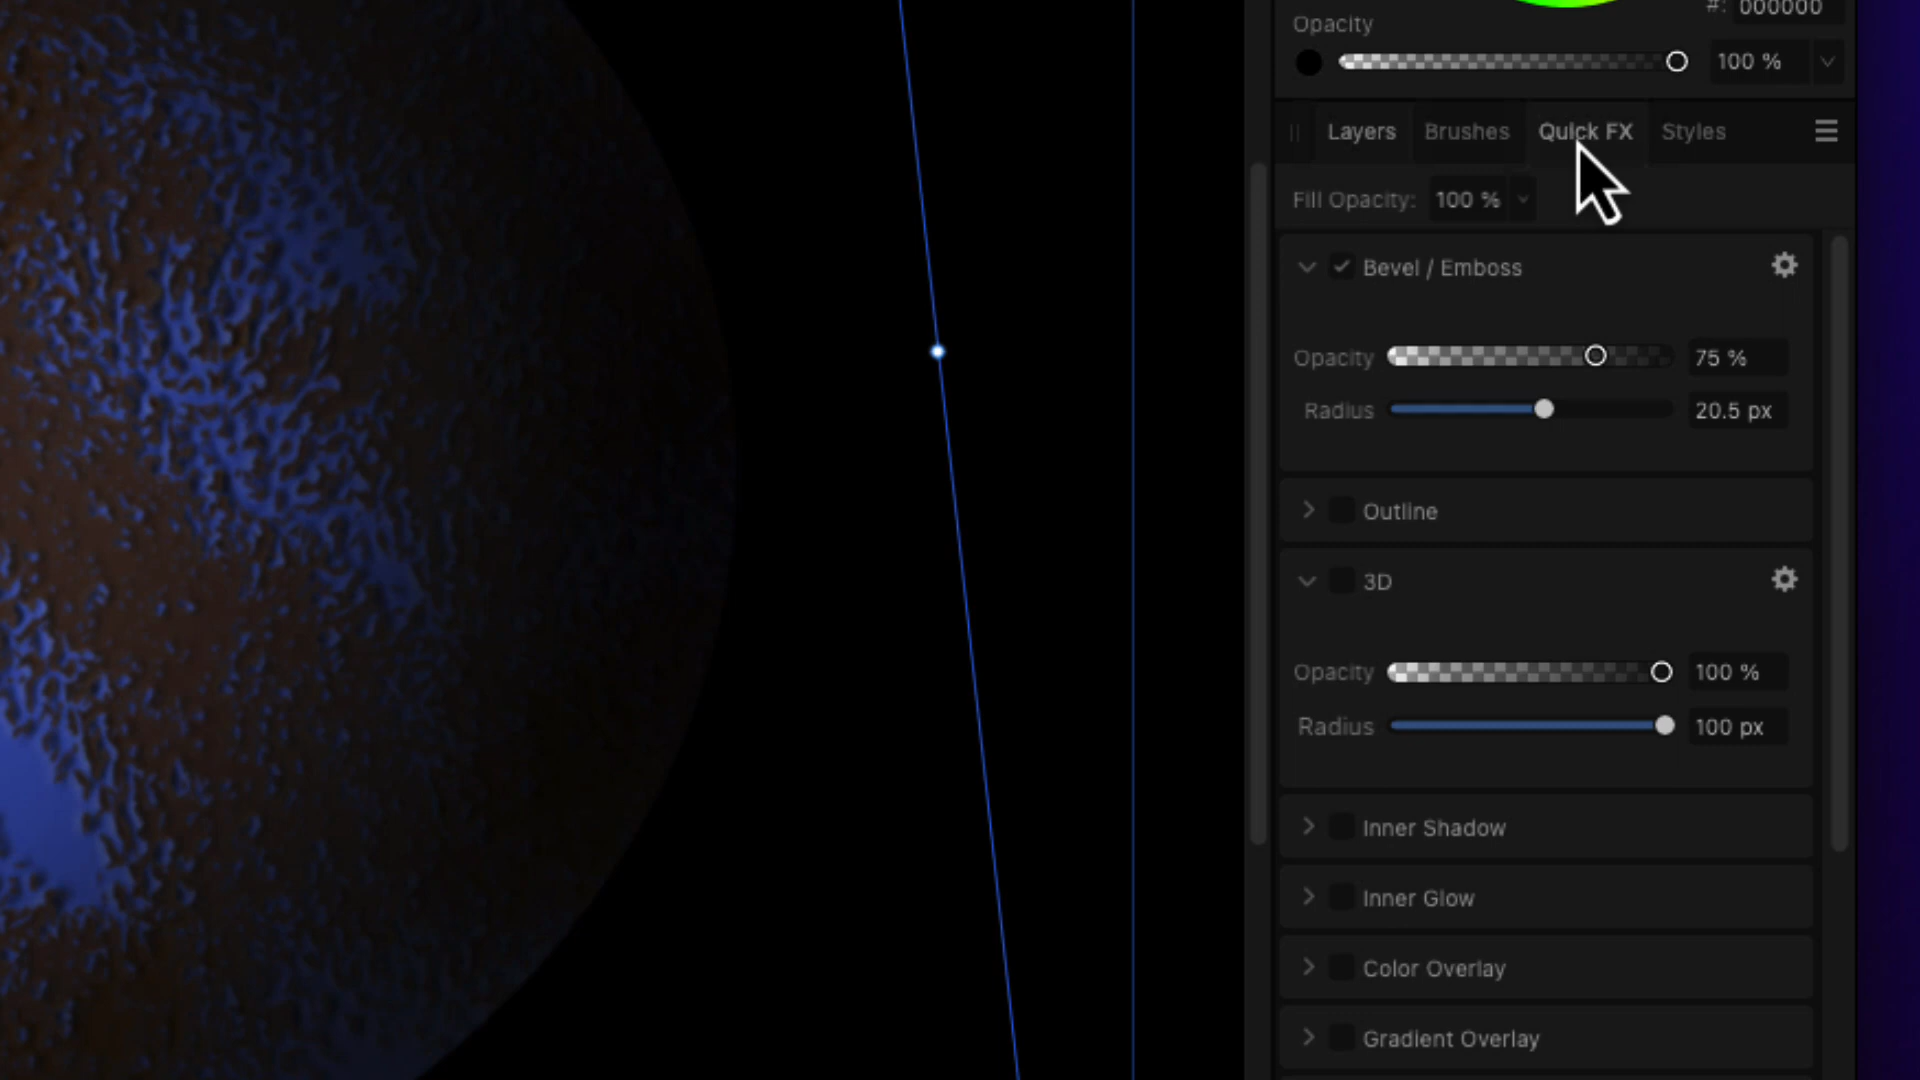 #: 000000
Opacity
100 %
Layers Brushes Quick FX Styles
Fill Opacity: 100 %
Bevel / Emboss
Opacity 75 %
Radius 20.5 px
Outline
3D
Opacity 100 %
Radius 100 px
Inner Shadow
Inner Glow
Color Overlay
Gradient Overlay